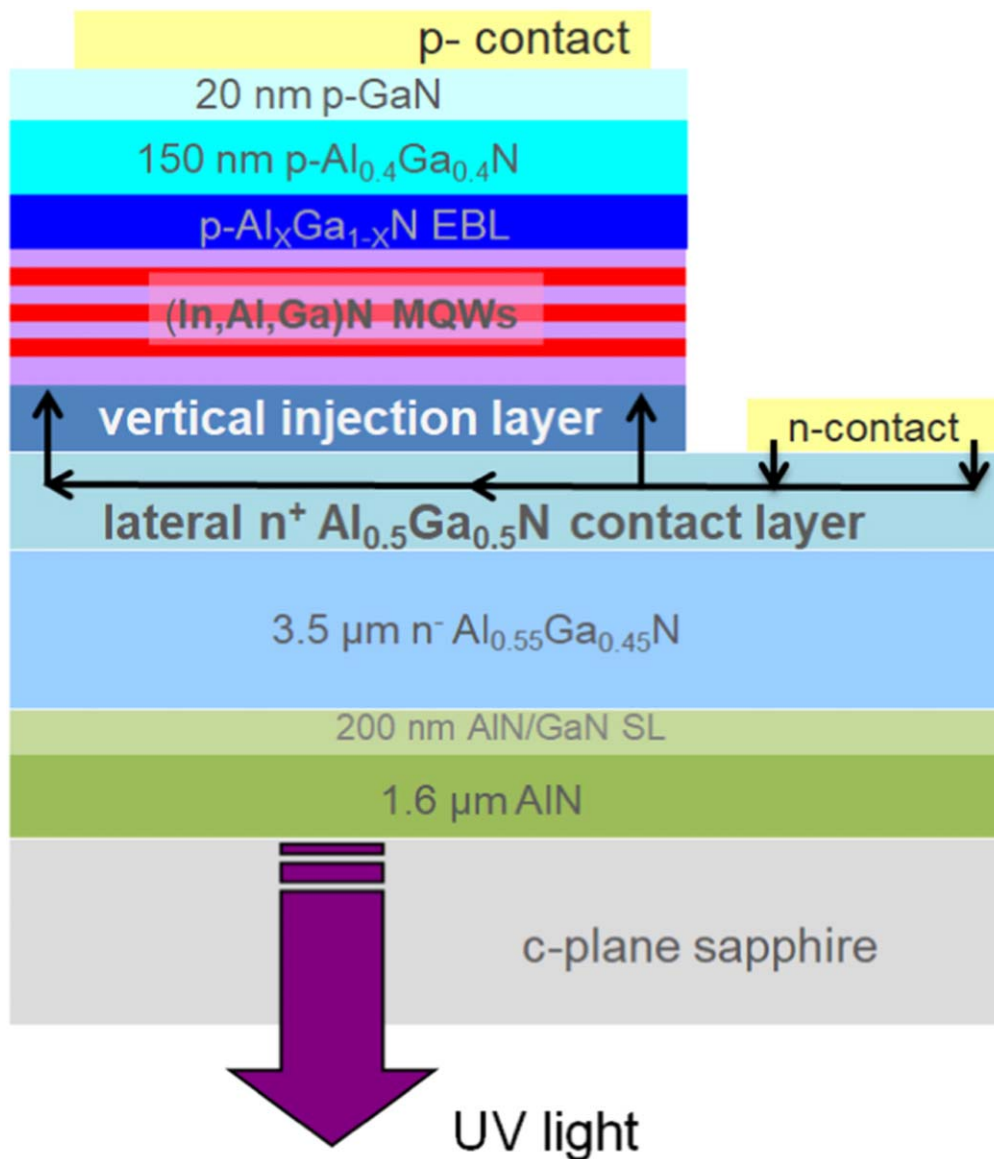 p- contact
20 nm p-GaN
150 nm p-Al₀.₄Ga₀.₄N
p-AlₓGa₁₋ₓN EBL
(In,Al,Ga)N MQWs
vertical injection layer
n-contact
lateral n⁺ Al₀.₅Ga₀.₅N contact layer
3.5 µm n⁻ Al₀.₅₅Ga₀.₄₅N
200 nm AlN/GaN SL
1.6 µm AlN
c-plane sapphire
UV light